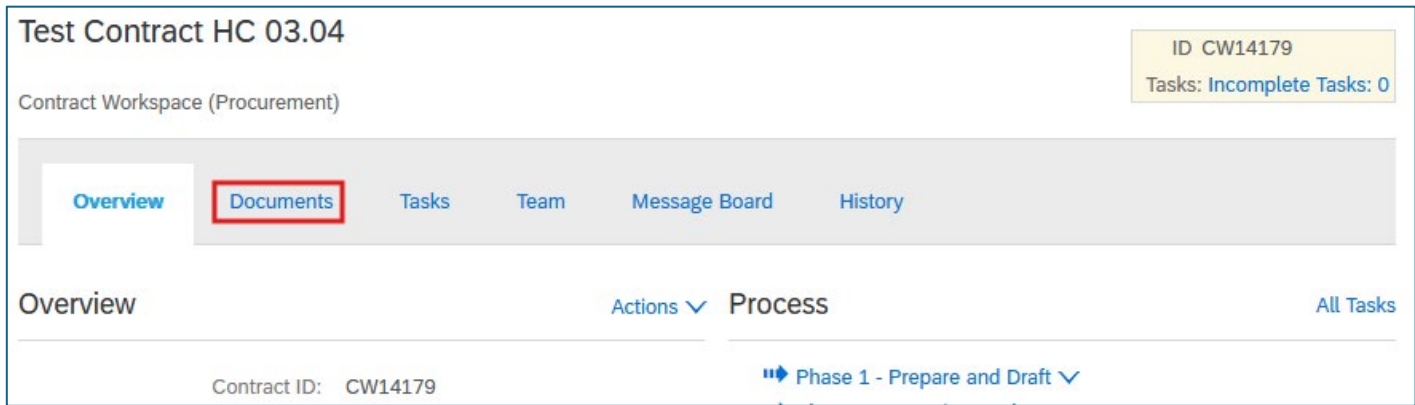 Test Contract HC 03.04
ID CW14179
Tasks: Incomplete Tasks: 0
Contract Workspace (Procurement)
Overview Documents Tasks Team Message Board History
Overview Actions Process All Tasks
Contract ID: CW14179
Phase 1 - Prepare and Draft